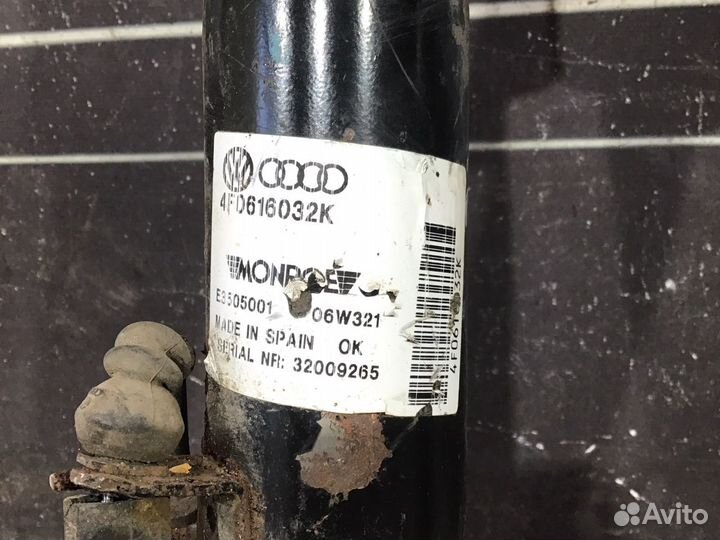 4F0616032K
MONROE
E3505001 06W321
MADE IN SPAIN OK
SERIAL NR: 32009265
Avito